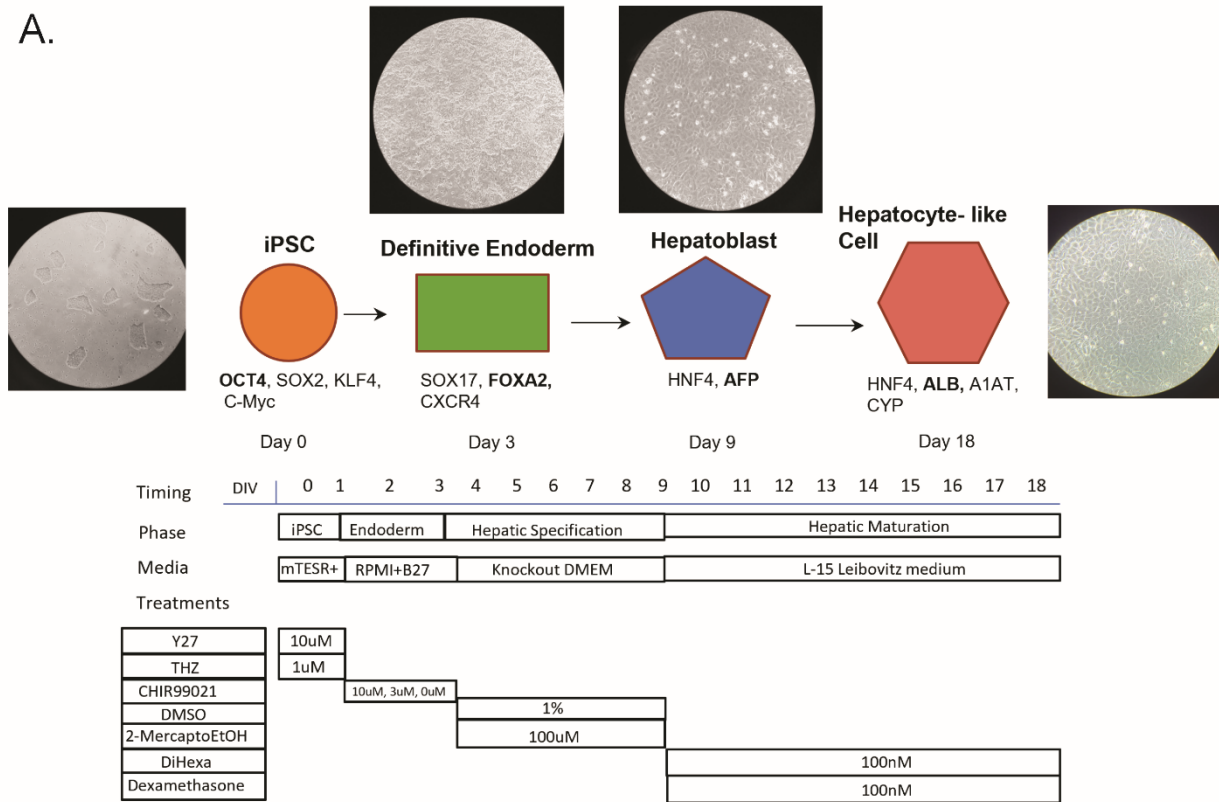 A.
iPSC
Definitive Endoderm
Hepatoblast
Hepatocyte- like
Cell
OCT4, SOX2, KLF4,
C-Myc
SOX17, FOXA2,
CXCR4
HNF4, AFP
HNF4, ALB, A1AT,
CYP
Day 0
Day 3
Day 9
Day 18
Timing DIV 0 1 2 3 4 5 6 7 8 9 10 11 12 13 14 15 16 17 18
Phase iPSC Endoderm Hepatic Specification Hepatic Maturation
Media mTESR+ RPMI+B27 Knockout DMEM L-15 Leibovitz medium
Treatments
Y27 10uM
THZ 1uM
CHIR99021 10uM, 3uM, 0uM
DMSO 1%
2-MercaptoEtOH 100uM
DiHexa 100nM
Dexamethasone 100nM